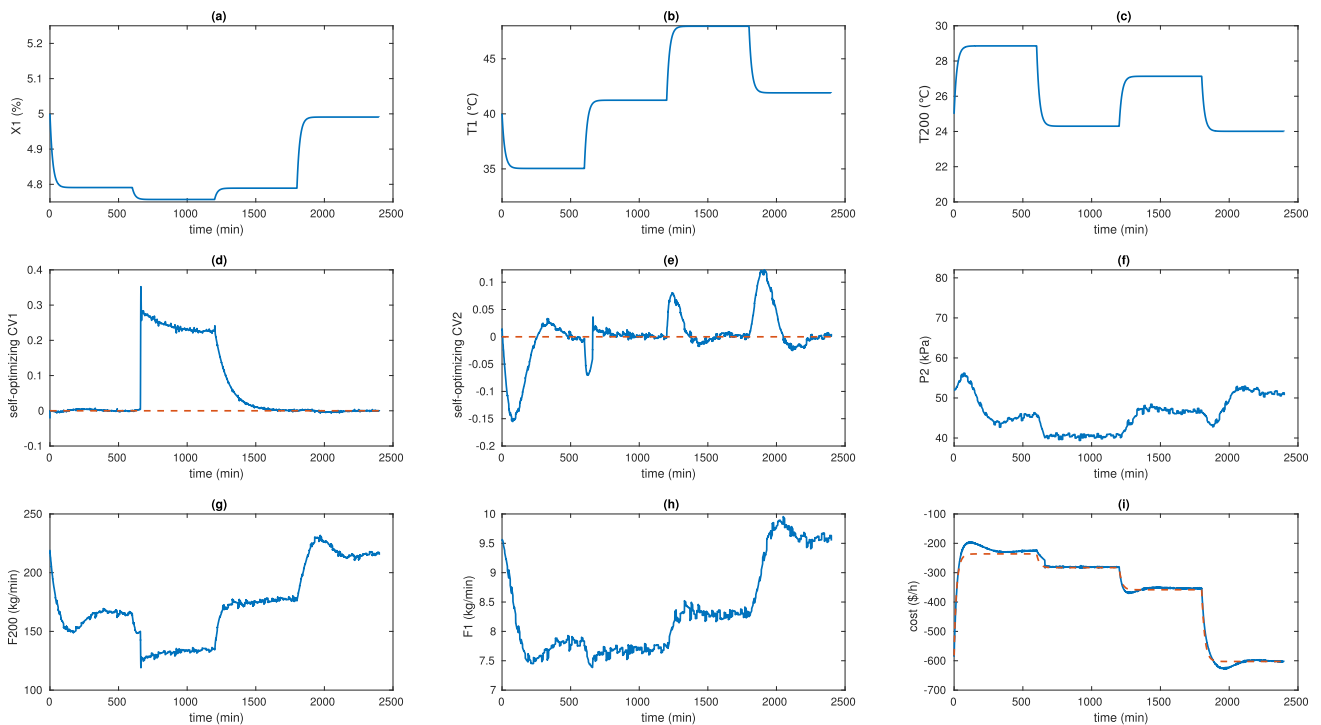 (a)
X1 (%)
5.2
5.1
5
4.9
4.8
0 500 1000 1500 2000 2500
time (min)
(b)
T1 (°C)
45
40
35
0 500 1000 1500 2000 2500
time (min)
(c)
T200 (°C)
30
28
26
24
22
20
0 500 1000 1500 2000 2500
time (min)
(d)
self-optimizing CV1
0.4
0.3
0.2
0.1
0
-0.1
0 500 1000 1500 2000 2500
time (min)
(e)
self-optimizing CV2
0.1
0.05
0
-0.05
-0.1
-0.15
-0.2
0 500 1000 1500 2000 2500
time (min)
(f)
P2 (kPa)
80
70
60
50
40
0 500 1000 1500 2000 2500
time (min)
(g)
F200 (kg/min)
250
200
150
100
0 500 1000 1500 2000 2500
time (min)
(h)
F1 (kg/min)
10
9.5
9
8.5
8
7.5
7
0 500 1000 1500 2000 2500
time (min)
(i)
cost ($/h)
-100
-200
-300
-400
-500
-600
-700
0 500 1000 1500 2000 2500
time (min)